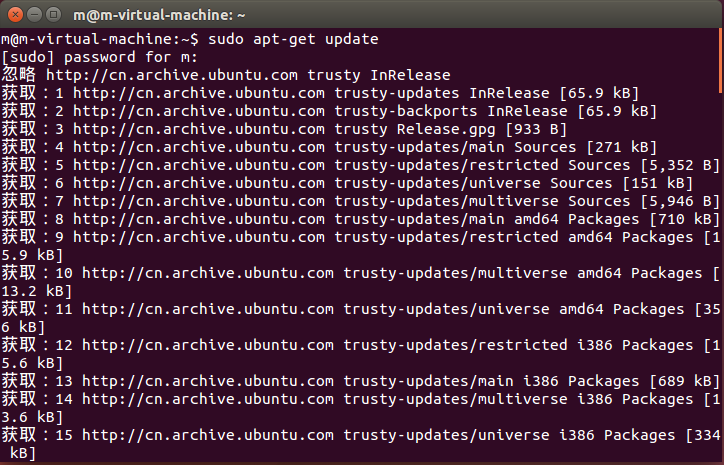 m@m-virtual-machine: ~
m@m-virtual-machine:~$ sudo apt-get update
[sudo] password for m:
忽略 http://cn.archive.ubuntu.com trusty InRelease
获取：1 http://cn.archive.ubuntu.com trusty-updates InRelease [65.9 kB]
获取：2 http://cn.archive.ubuntu.com trusty-backports InRelease [65.9 kB]
获取：3 http://cn.archive.ubuntu.com trusty Release.gpg [933 B]
获取：4 http://cn.archive.ubuntu.com trusty-updates/main Sources [271 kB]
获取：5 http://cn.archive.ubuntu.com trusty-updates/restricted Sources [5,352 B]
获取：6 http://cn.archive.ubuntu.com trusty-updates/universe Sources [151 kB]
获取：7 http://cn.archive.ubuntu.com trusty-updates/multiverse Sources [5,946 B]
获取：8 http://cn.archive.ubuntu.com trusty-updates/main amd64 Packages [710 kB]
获取：9 http://cn.archive.ubuntu.com trusty-updates/restricted amd64 Packages [1
5.9 kB]
获取：10 http://cn.archive.ubuntu.com trusty-updates/multiverse amd64 Packages [
13.2 kB]
获取：11 http://cn.archive.ubuntu.com trusty-updates/universe amd64 Packages [35
6 kB]
获取：12 http://cn.archive.ubuntu.com trusty-updates/restricted i386 Packages [1
5.6 kB]
获取：13 http://cn.archive.ubuntu.com trusty-updates/main i386 Packages [689 kB]
获取：14 http://cn.archive.ubuntu.com trusty-updates/multiverse i386 Packages [1
3.6 kB]
获取：15 http://cn.archive.ubuntu.com trusty-updates/universe i386 Packages [334
 kB]